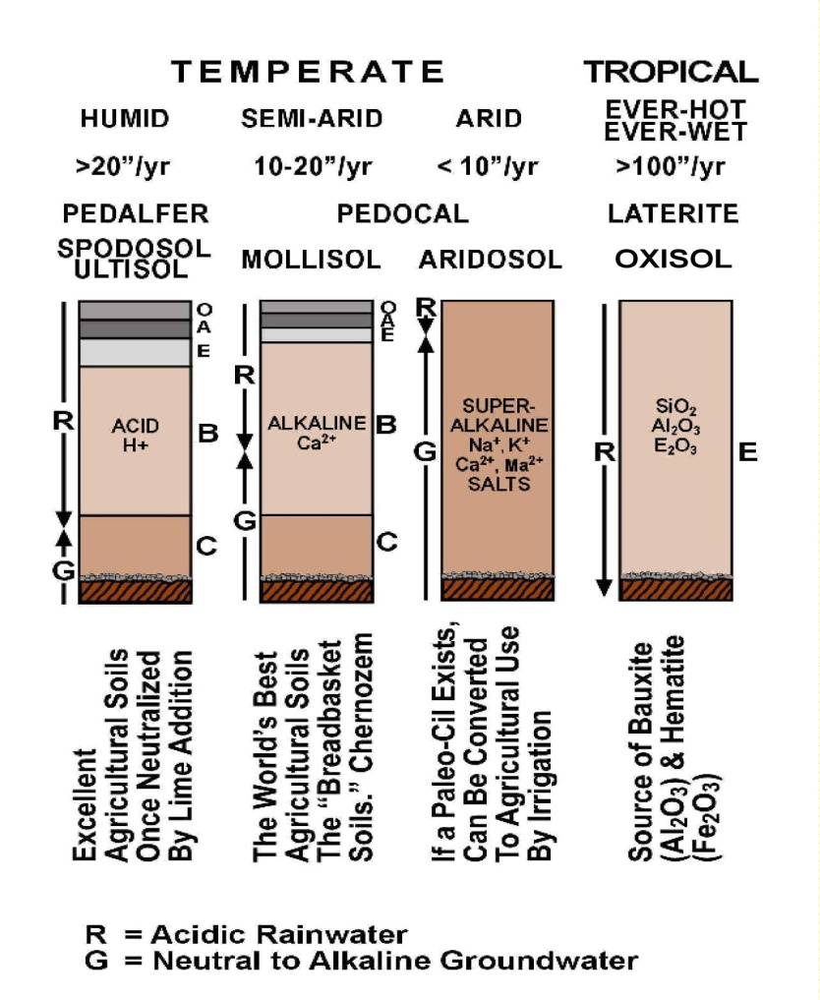 TEMPERATE TROPICAL
HUMID SEMI-ARID ARID EVER-HOT
EVER-WET
>20”/yr 10-20”/yr < 10”/yr >100”/yr
PEDALFER PEDOCAL LATERITE
SPODOSOL
ULTISOL MOLLISOL ARIDOSOL OXISOL
O
A
E
R
ACID
H+
B
C
G
O
A
E
R
ALKALINE
Ca²⁺
B
G
C
R
G
SUPER-
ALKALINE
Na⁺, K⁺
Ca²⁺, Ma²⁺
SALTS
R
SiO₂
Al₂O₃
E₂O₃
E
Excellent
Agricultural Soils
Once Neutralized
By Lime Addition
The World’s Best
Agricultural Soils
The “Breadbasket
Soils.” Chernozem
If a Paleo-Cil Exists,
Can Be Converted
To Agricultural Use
By Irrigation
Source of Bauxite
(Al₂O₃) & Hematite
(Fe₂O₃)
R = Acidic Rainwater
G = Neutral to Alkaline Groundwater